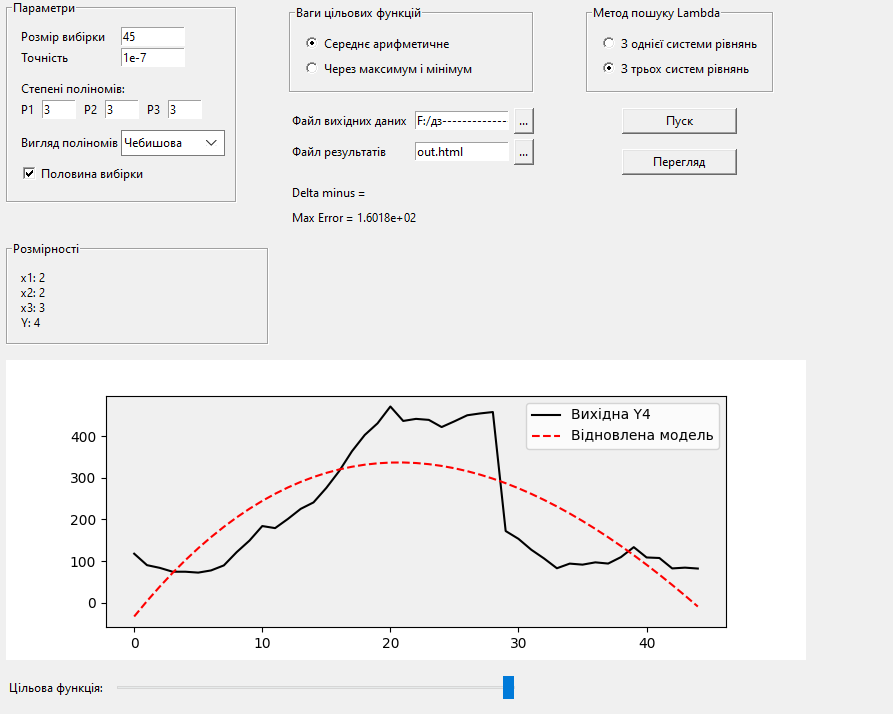 Параметри
Розмір вибірки 45
Точність 1e-7
Степені поліномів:
P1 3 P2 3 P3 3
Вигляд поліномів Чебишова
Половина вибірки
Ваги цільових функцій
Середнє арифметичне
Через максимум і мінімум
Метод пошуку Lambda
З однієї системи рівнянь
З трьох систем рівнянь
Файл вихідних даних F:/дз------------- ...
Файл результатів out.html ...
Пуск
Перегляд
Delta minus =
Max Error = 1.6018e+02
Розмірності
x1: 2
x2: 2
x3: 3
Y: 4
Вихідна Y4
Відновлена модель
400
300
200
100
0
0 10 20 30 40
Цільова функція: